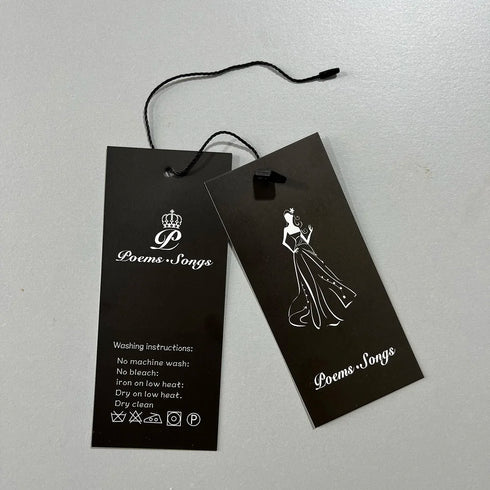 P
Poems·Songs
Washing instructions:
No machine wash:
No bleach:
iron on low heat:
Dry on low heat.
Dry clean
P
Poems·Songs